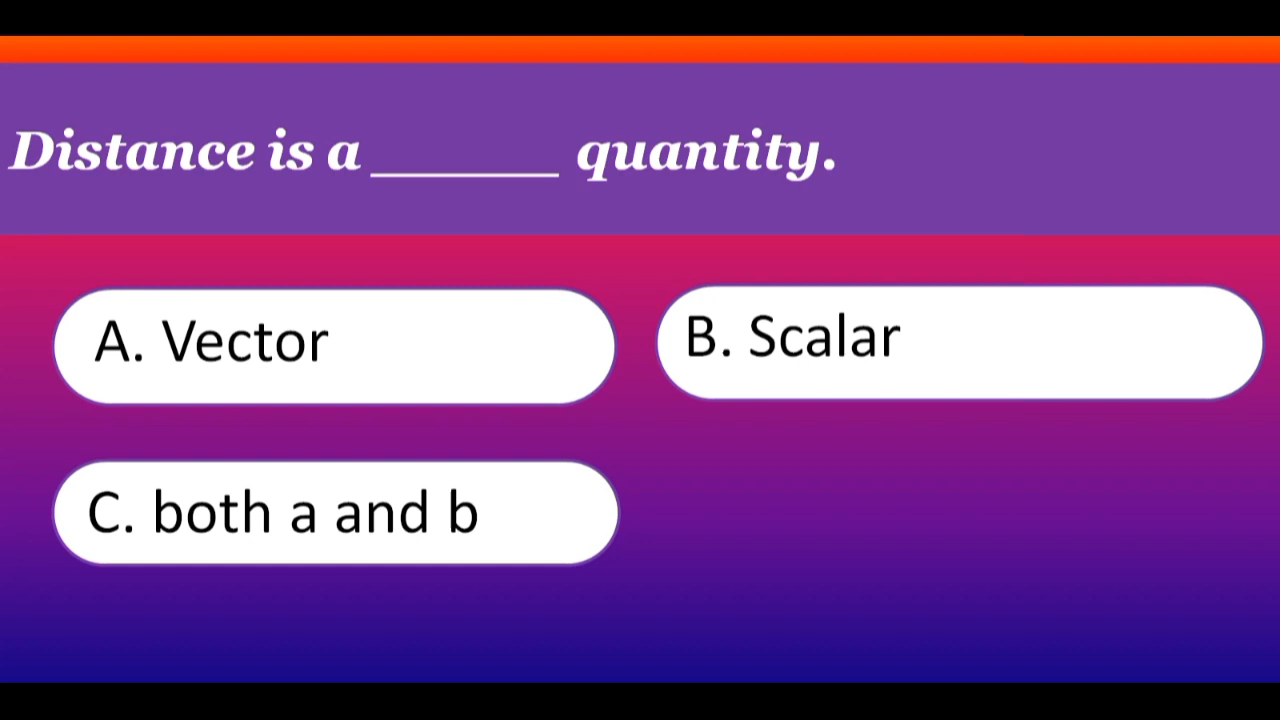 Distance is a _______ quantity.
A. Vector
B. Scalar
C. both a and b